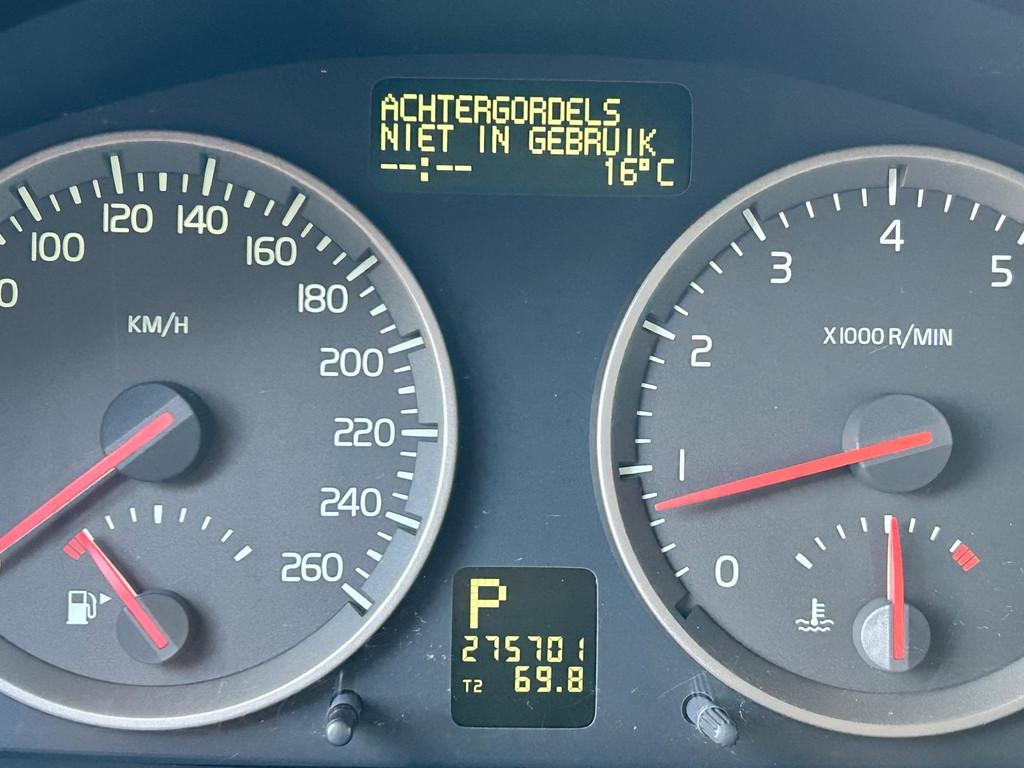 ACHTERGORDELS
NIET IN GEBRUIK
--:-- 16°C
100 120 140 160 180 200 220 240 260
KM/H
0 1 2 3 4 5
X1000 R/MIN
P
275701
T2 69.8